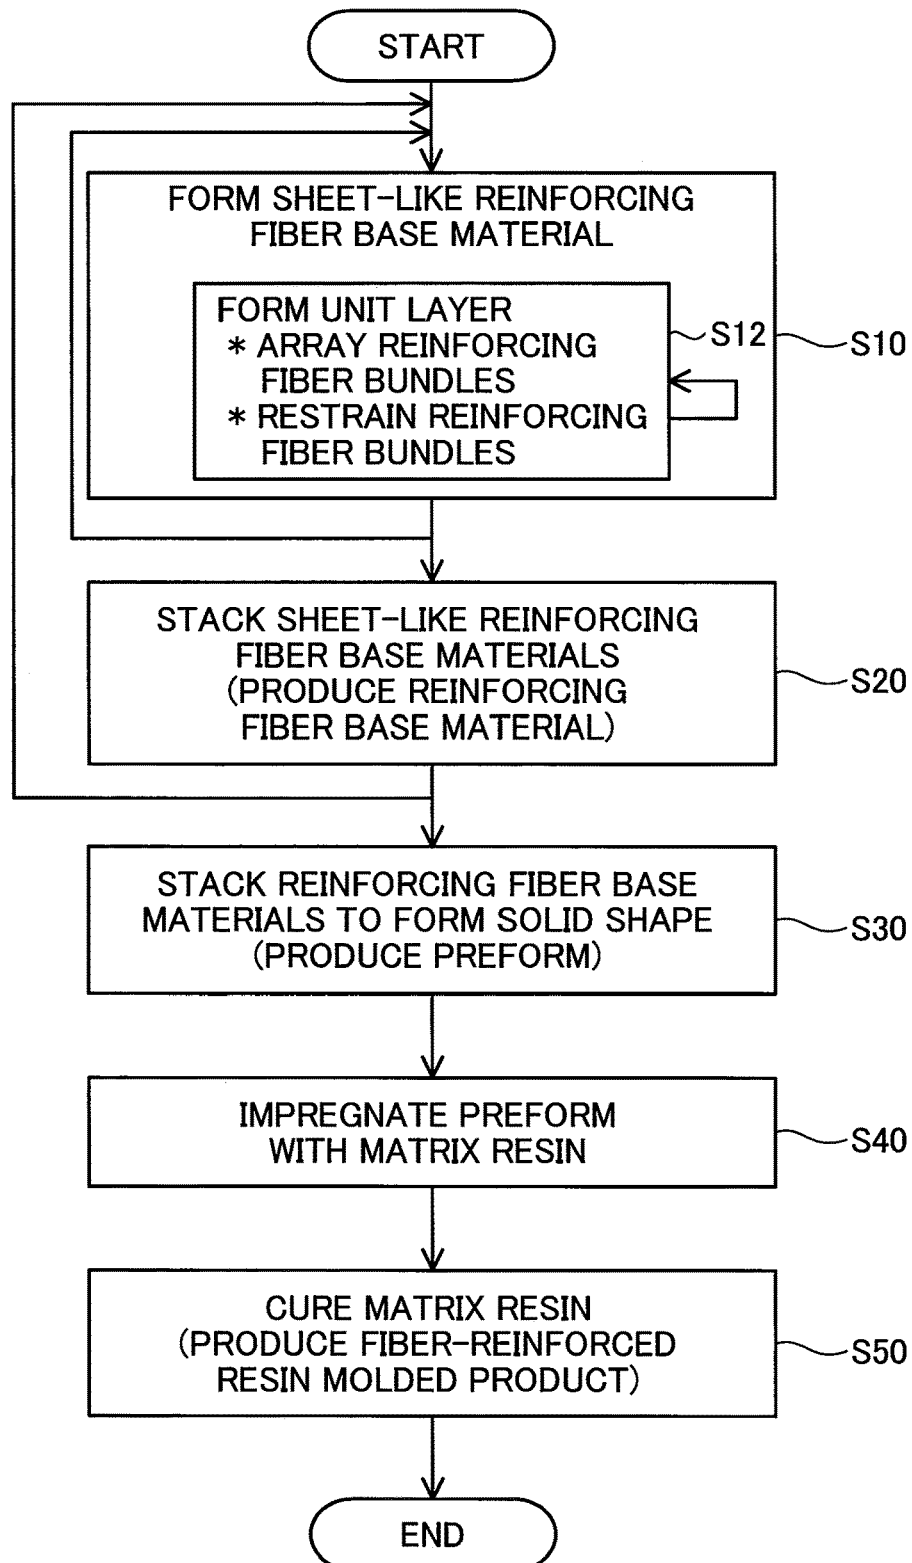 START
FORM SHEET-LIKE REINFORCING
FIBER BASE MATERIAL
FORM UNIT LAYER
* ARRAY REINFORCING
FIBER BUNDLES
* RESTRAIN REINFORCING
FIBER BUNDLES
S12
S10
STACK SHEET-LIKE REINFORCING
FIBER BASE MATERIALS
(PRODUCE REINFORCING
FIBER BASE MATERIAL)
S20
STACK REINFORCING FIBER BASE
MATERIALS TO FORM SOLID SHAPE
(PRODUCE PREFORM)
S30
IMPREGNATE PREFORM
WITH MATRIX RESIN
S40
CURE MATRIX RESIN
(PRODUCE FIBER-REINFORCED
RESIN MOLDED PRODUCT)
S50
END